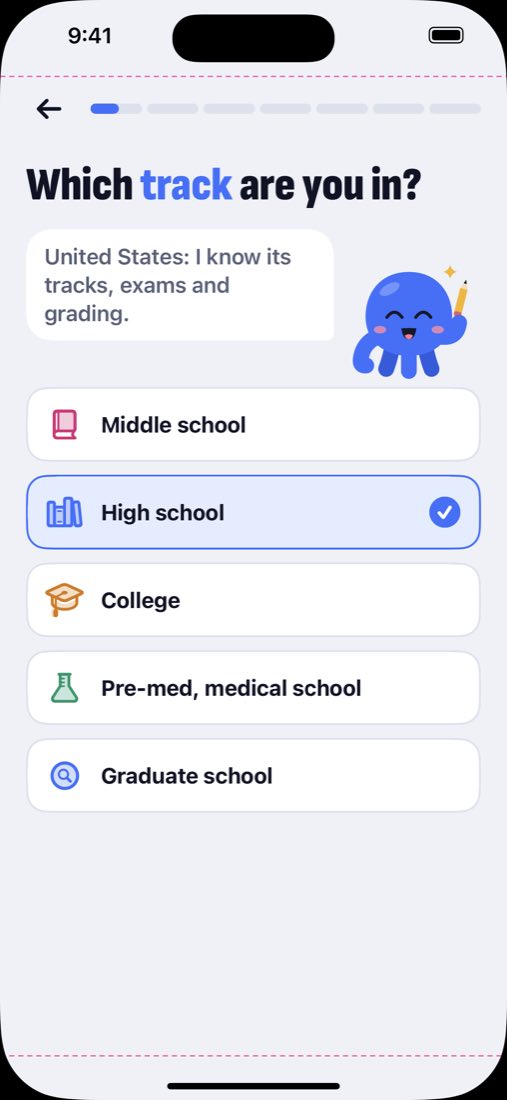 9:41
Which track are you in?
United States: I know its
tracks, exams and
grading.
Middle school
High school
College
Pre-med, medical school
Graduate school